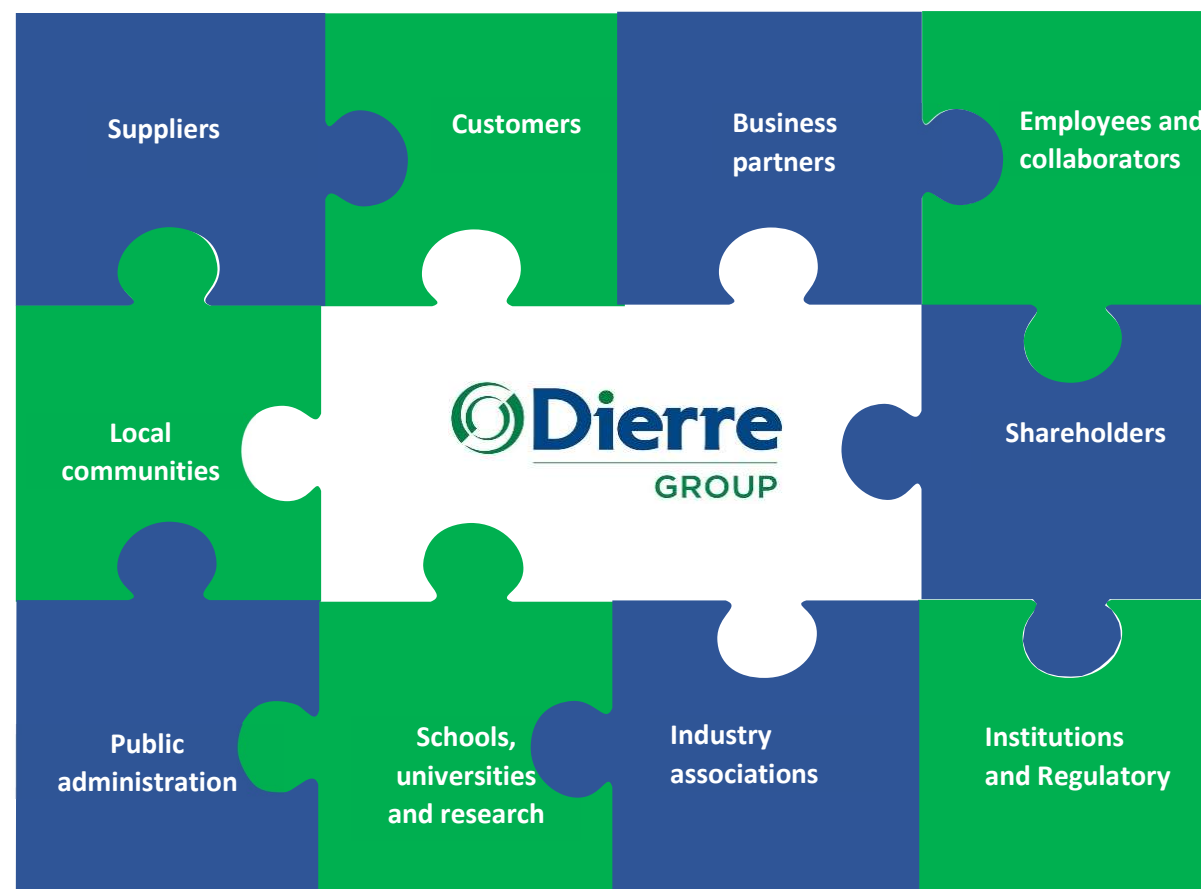 Suppliers
Customers
Business
partners
Employees and
collaborators
Local
communities
Dierre
GROUP
Shareholders
Public
administration
Schools,
universities
and research
Industry
associations
Institutions
and Regulatory